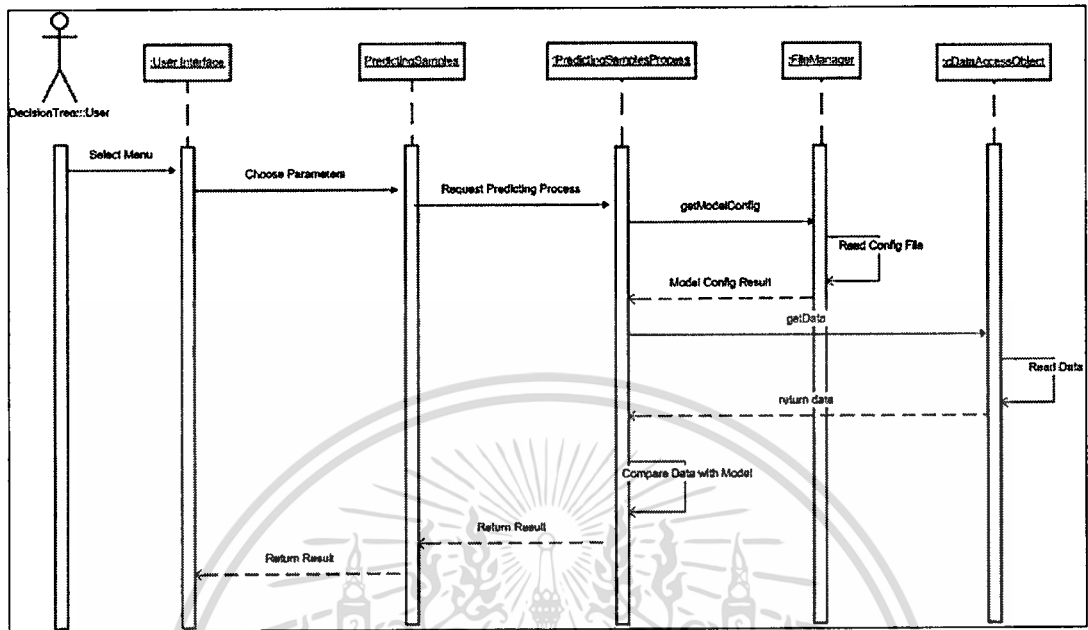 :User Interface
PredictingSamples
:PredictingSamplesProcess
:FileManager
:cDataAccessObject
DecisionTree::User
Select Menu
Choose Parameters
Request Predicting Process
getModelConfig
Read Config File
Model Config Result
getData
Read Data
return data
Compare Data with Model
Return Result
Return Result